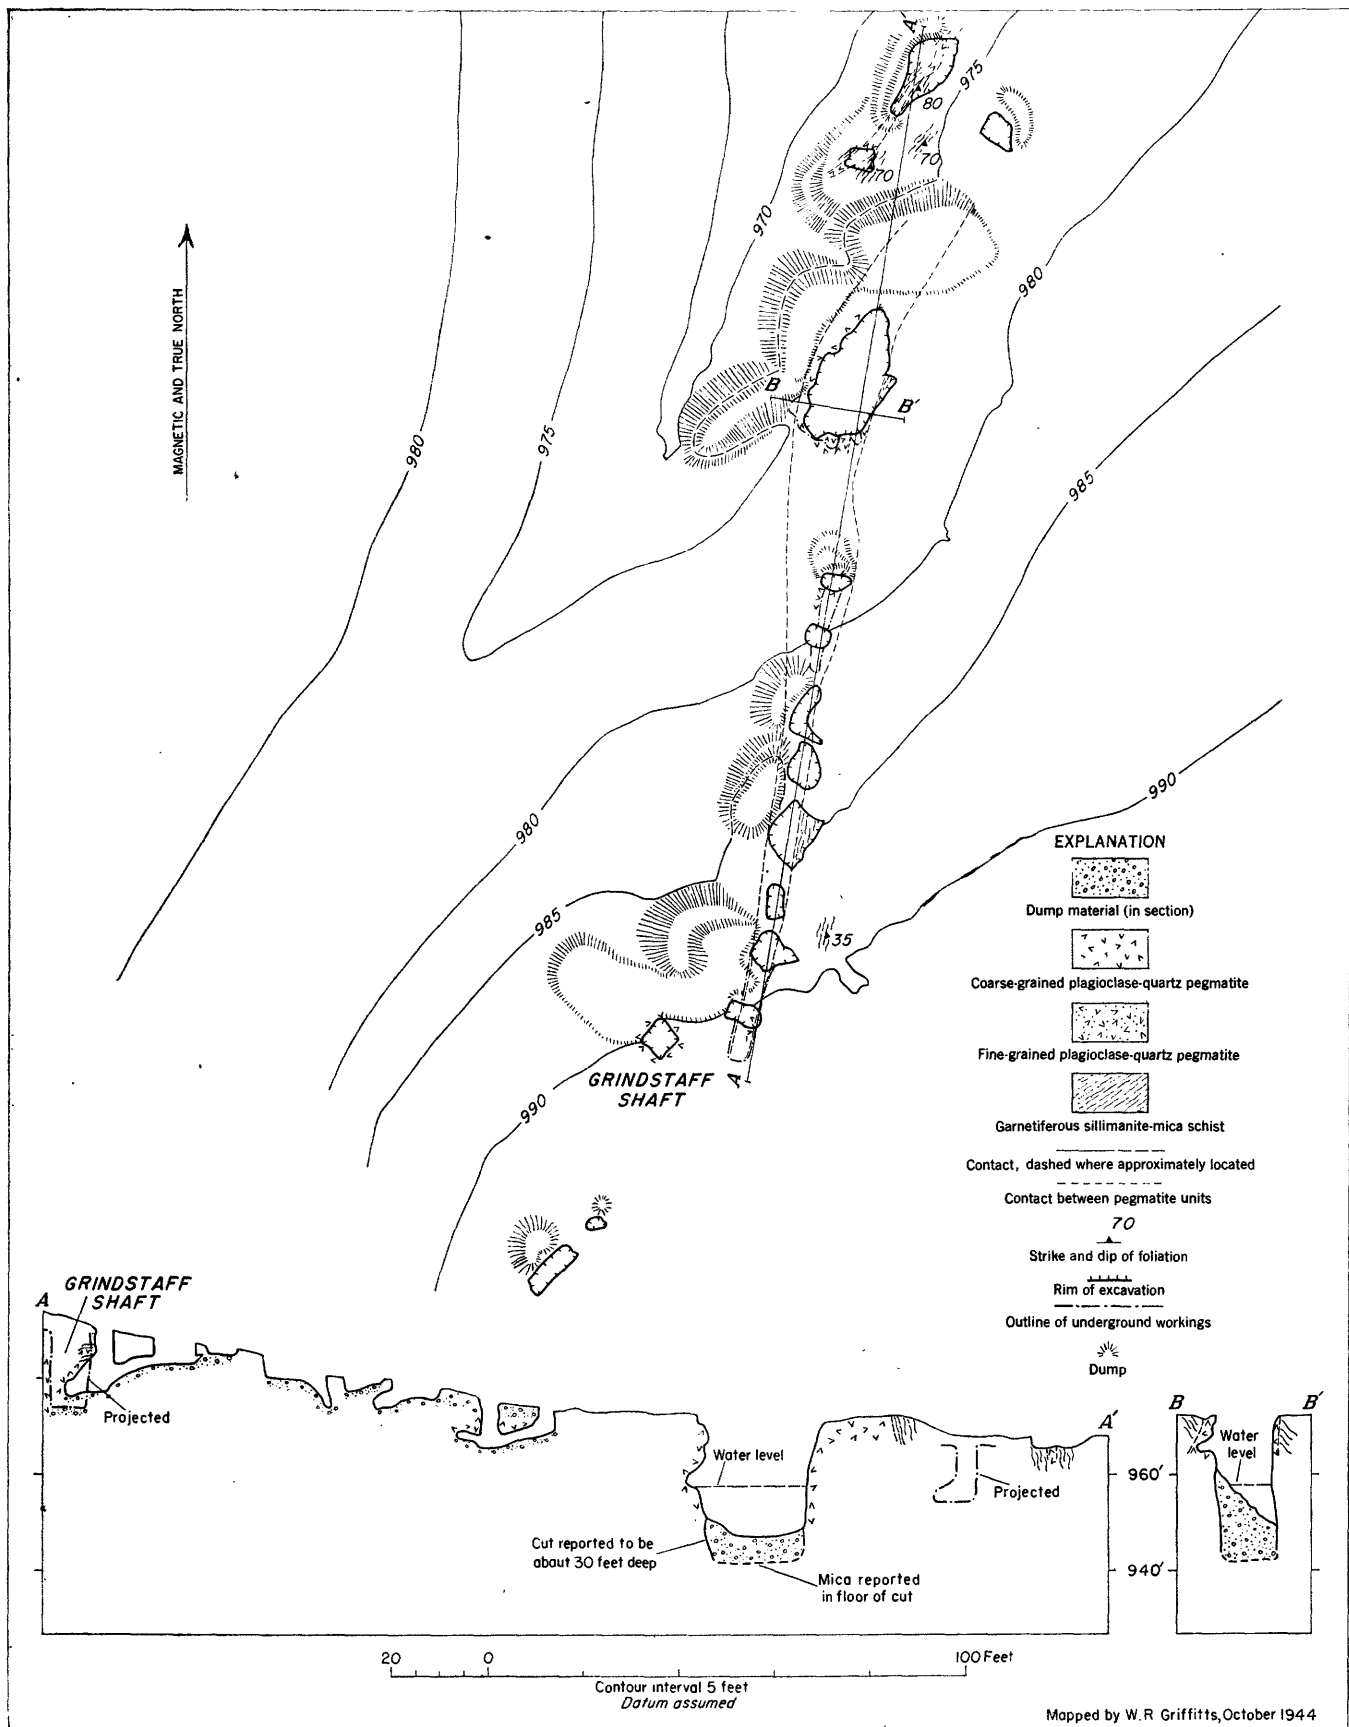 A'
975
80
70
70
970
980
MAGNETIC AND TRUE NORTH
B
B'
980
975
985
990
980
985
35
GRINDSTAFF
SHAFT
A
990
EXPLANATION
Dump material (in section)
Coarse-grained plagioclase-quartz pegmatite
Fine-grained plagioclase-quartz pegmatite
Garnetiferous sillimanite-mica schist
Contact, dashed where approximately located
Contact between pegmatite units
70
Strike and dip of foliation
Rim of excavation
Outline of underground workings
Dump
GRINDSTAFF
SHAFT
A
Projected
Water level
Cut reported to be
about 30 feet deep
Mica reported
in floor of cut
Projected
A'
960'
940'
B
B'
Water
level
20 0 100 Feet
Contour interval 5 feet
Datum assumed
Mapped by W.R Griffitts, October 1944